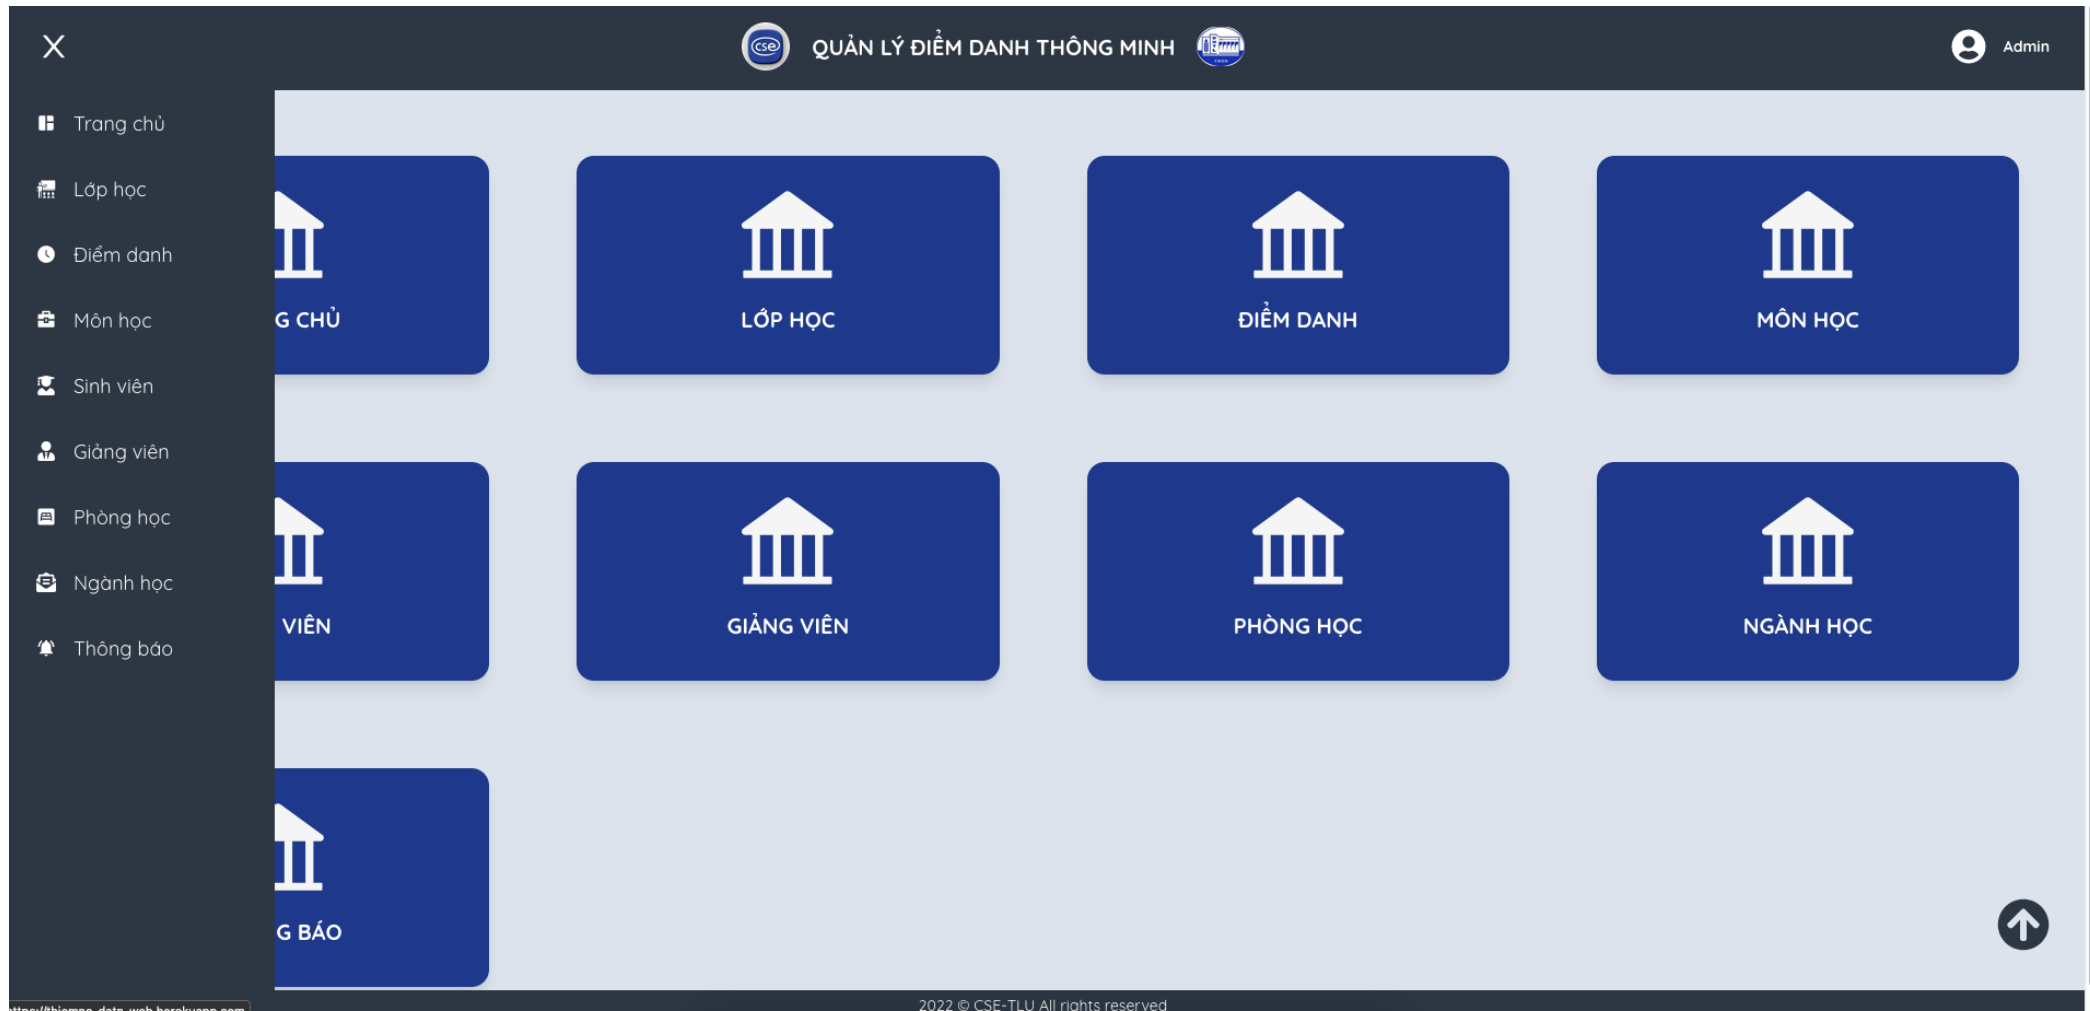 cse
QUẢN LÝ ĐIỂM DANH THÔNG MINH
Admin
Trang chủ
Lớp học
Điểm danh
Môn học
Sinh viên
Giảng viên
Phòng học
Ngành học
Thông báo
G CHỦ
LỚP HỌC
ĐIỂM DANH
MÔN HỌC
VIÊN
GIẢNG VIÊN
PHÒNG HỌC
NGÀNH HỌC
G BÁO
2022 © CSE-TLU All rights reserved